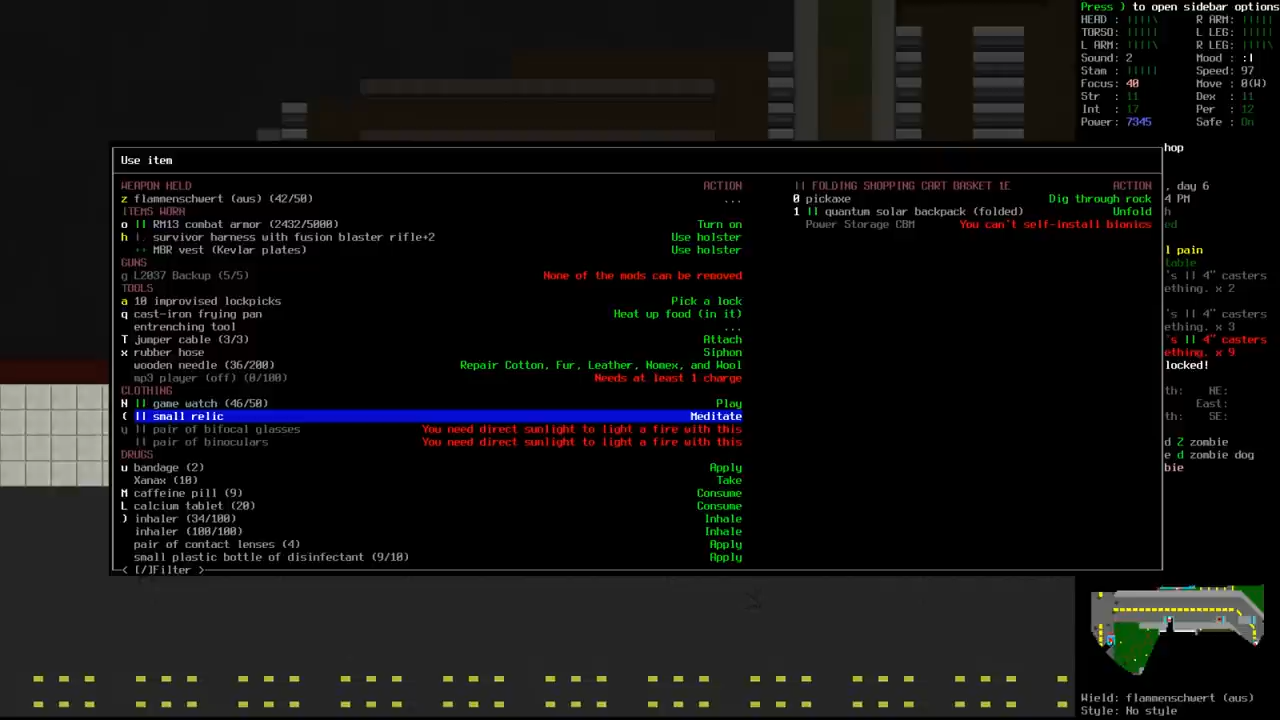 Press } to open sidebar options
HEAD : ||||\ R ARM: |||||
TORSO: ||||| L LEG: |||||
L ARM: ||||\ R LEG: ||||\
Sound: 2 Mood : :|
Stam : ||||| Speed: 97
Focus: 40 Move : 0(W)
Str : 11 Dex : 11
Int : 17 Per : 12
Power: 7345 Safe : On
hop
, day 6
4 PM
h
ed
l pain
table
's || 4" casters
ething. x 2
's || 4" casters
ething. x 3
's || 4" casters
ething. x 9
locked!
th: NE:
East:
th: SE:
d Z zombie
e d zombie dog
bie
Use item
WEAPON HELD ACTION
z flammenschwert (aus) (42/50) ...
ITEMS WORN
o || RM13 combat armor (2432/5000) Turn on
h |. survivor harness with fusion blaster rifle+2 Use holster
++ MBR vest (Kevlar plates) Use holster
GUNS
g L2037 Backup (5/5) None of the mods can be removed
TOOLS
a 10 improvised lockpicks Pick a lock
q cast-iron frying pan Heat up food (in it)
entrenching tool ...
T jumper cable (3/3) Attach
x rubber hose Siphon
wooden needle (36/200) Repair Cotton, Fur, Leather, Nomex, and Wool
mp3 player (off) (0/100) Needs at least 1 charge
CLOTHING
N || game watch (46/50) Play
( || small relic Meditate
y || pair of bifocal glasses You need direct sunlight to light a fire with this
|| pair of binoculars You need direct sunlight to light a fire with this
DRUGS
u bandage (2) Apply
Xanax (10) Take
M caffeine pill (9) Consume
L calcium tablet (20) Consume
) inhaler (34/100) Inhale
inhaler (100/100) Inhale
pair of contact lenses (4) Apply
small plastic bottle of disinfectant (9/10) Apply
< [/]Filter >
|| FOLDING SHOPPING CART BASKET 1E ACTION
0 pickaxe Dig through rock
1 || quantum solar backpack (folded) Unfold
Power Storage CBM You can't self-install bionics
Wield: flammenschwert (aus)
Style: No style